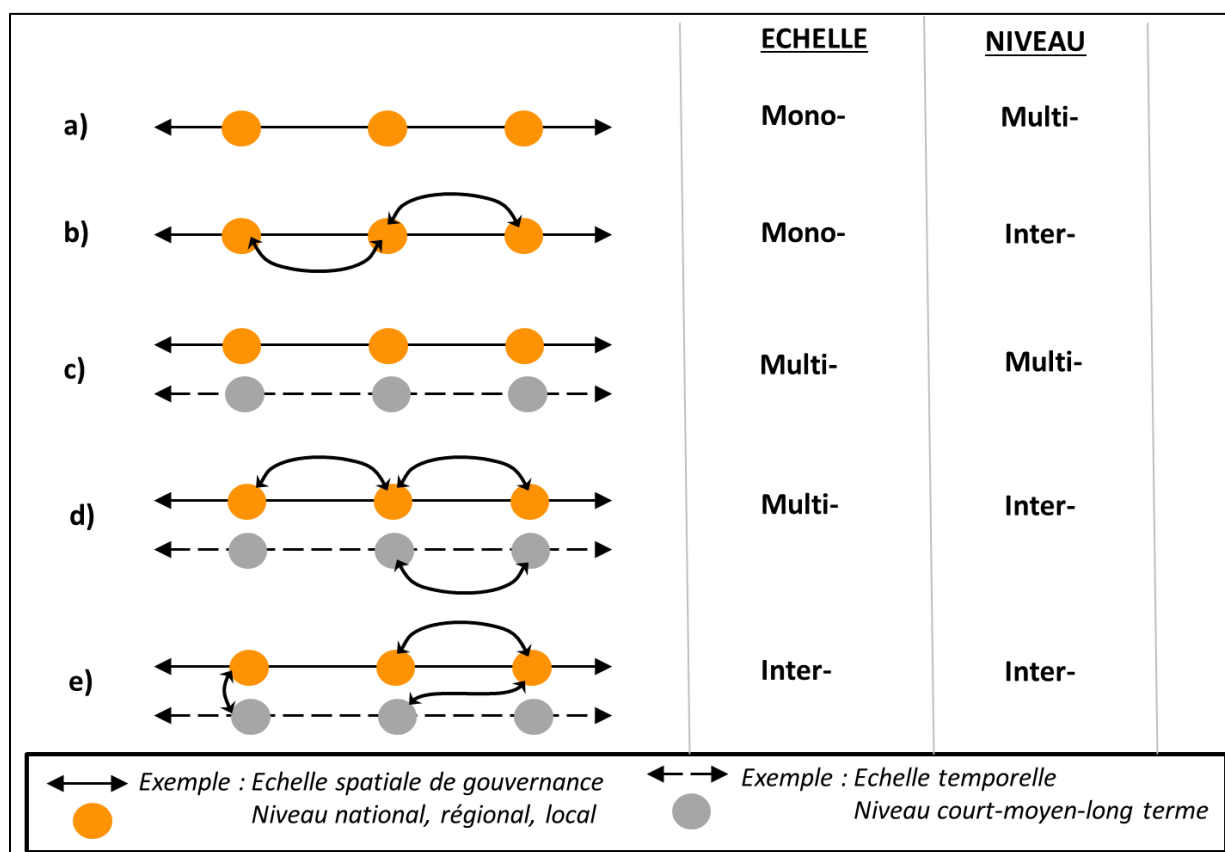 ECHELLE NIVEAU
a) Mono- Multi-
b) Mono- Inter-
c) Multi- Multi-
d) Multi- Inter-
e) Inter- Inter-
Exemple : Echelle spatiale de gouvernance
Niveau national, régional, local
Exemple : Echelle temporelle
Niveau court-moyen-long terme